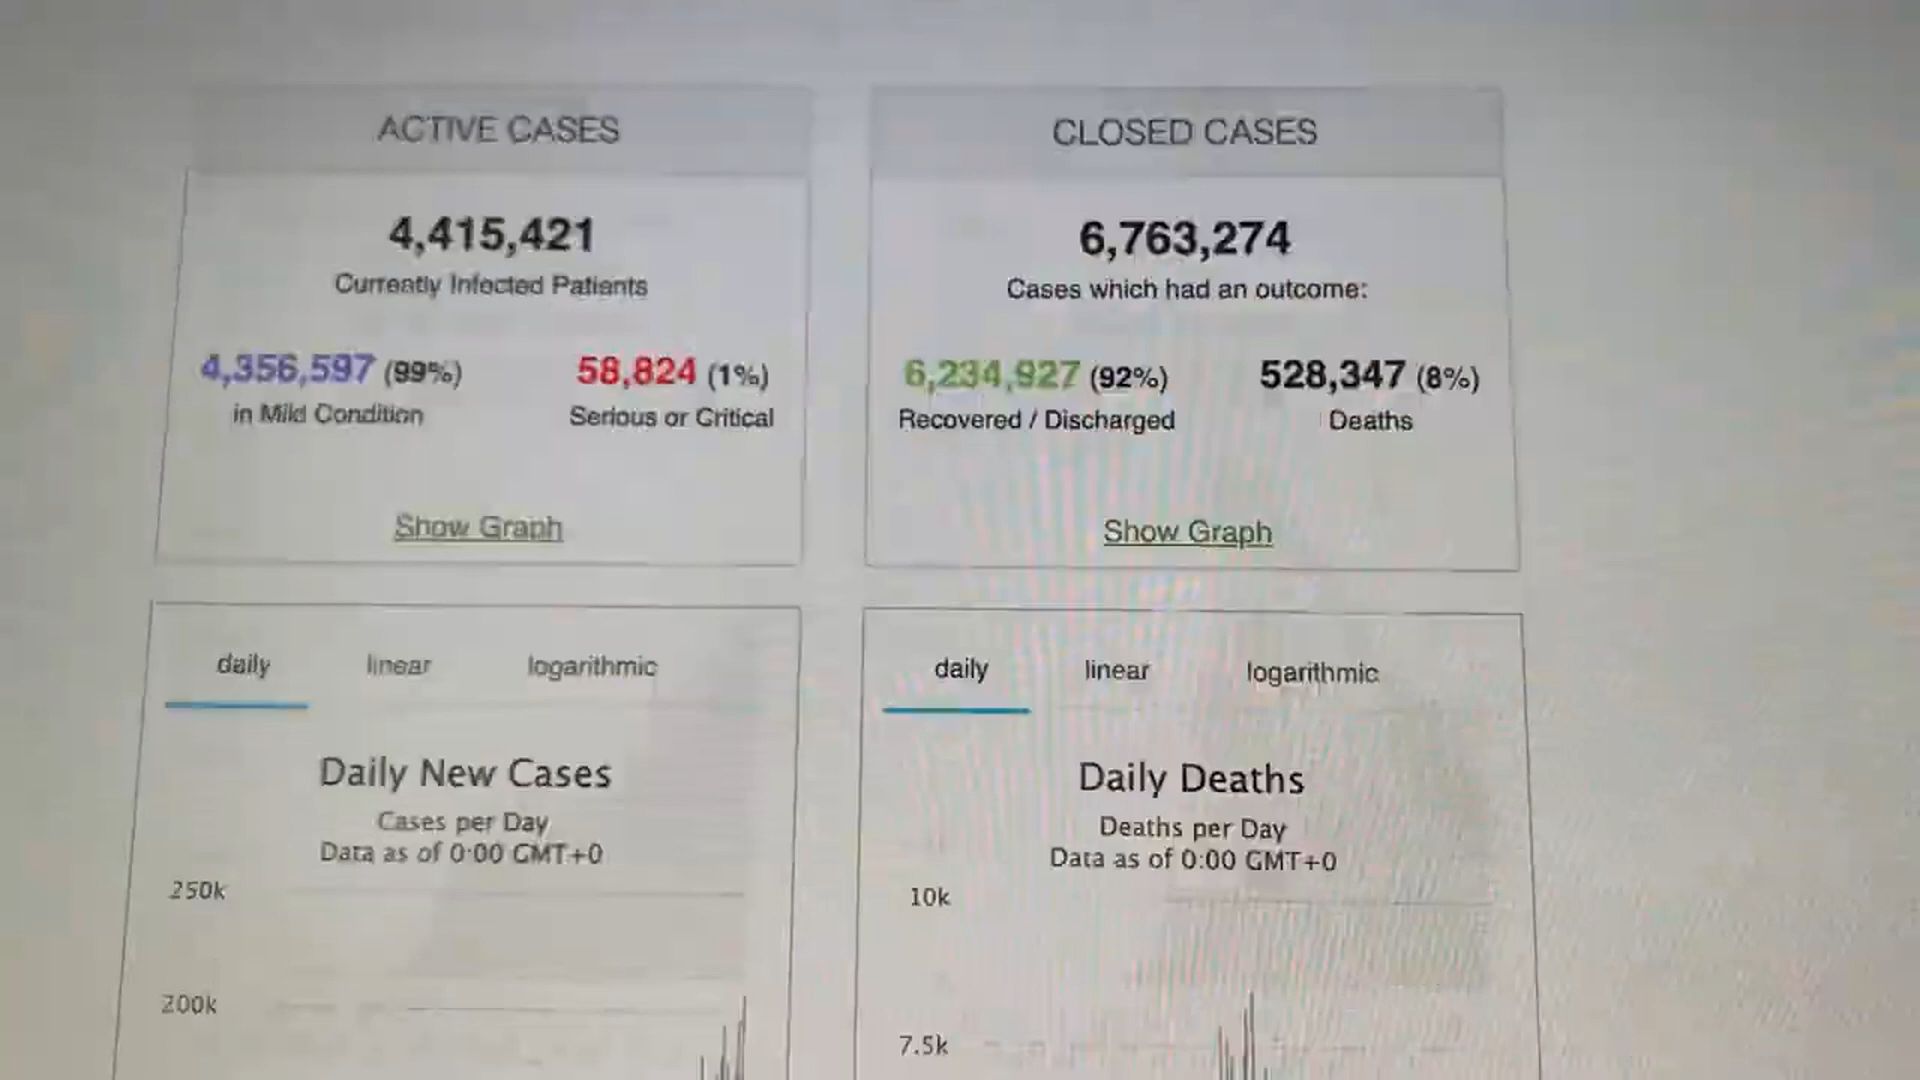 ACTIVE CASES
4,415,421
Currently Infected Patients
4,356,597 (99%) 58,824 (1%)
in Mild Condition Serious or Critical
Show Graph
CLOSED CASES
6,763,274
Cases which had an outcome:
6,234,927 (92%) 528,347 (8%)
Recovered / Discharged Deaths
Show Graph
daily linear logarithmic
Daily New Cases
Cases per Day
Data as of 0:00 GMT+0
250k
200k
daily linear logarithmic
Daily Deaths
Deaths per Day
Data as of 0:00 GMT+0
10k
7.5k